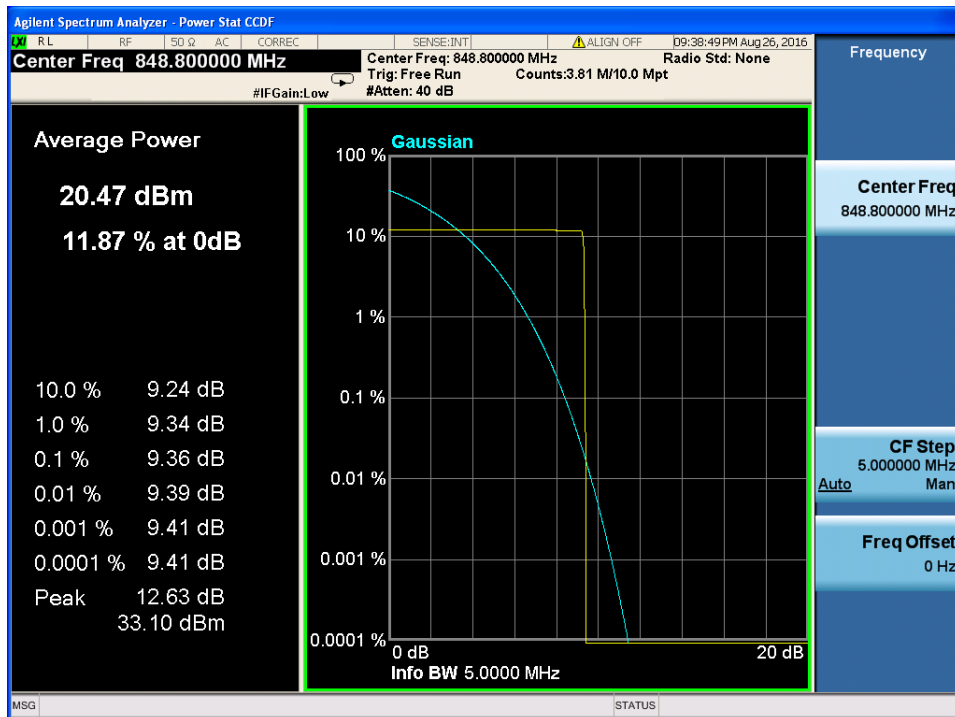 Agilent Spectrum Analyzer - Power Stat CCDF
LXI RL RF 50 Ω AC CORREC SENSE:INT ALIGN OFF 09:38:49 PM Aug 26, 2016
Center Freq 848.800000 MHz
#IFGain:Low
Center Freq: 848.800000 MHz Radio Std: None
Trig: Free Run Counts:3.81 M/10.0 Mpt
#Atten: 40 dB
Average Power
20.47 dBm
11.87 % at 0dB
10.0 % 9.24 dB
1.0 % 9.34 dB
0.1 % 9.36 dB
0.01 % 9.39 dB
0.001 % 9.41 dB
0.0001 % 9.41 dB
Peak 12.63 dB
33.10 dBm
Gaussian
100 %
10 %
1 %
0.1 %
0.01 %
0.001 %
0.0001 %
0 dB 20 dB
Info BW 5.0000 MHz
Frequency
Center Freq
848.800000 MHz
CF Step
5.000000 MHz
Auto Man
Freq Offset
0 Hz
MSG STATUS